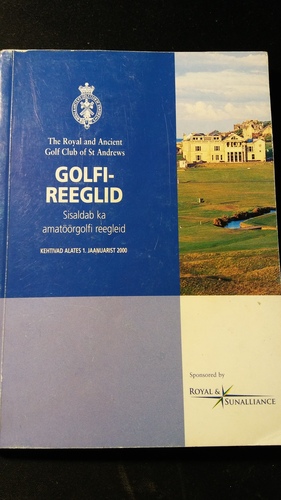 The Royal and Ancient
Golf Club of St Andrews
GOLFI-
REEGLID
Sisaldab ka
amatöörgolfi reegleid
KEHTIVAD ALATES 1. JAANUARIST 2000
Sponsored by
ROYAL &
SUNALLIANCE